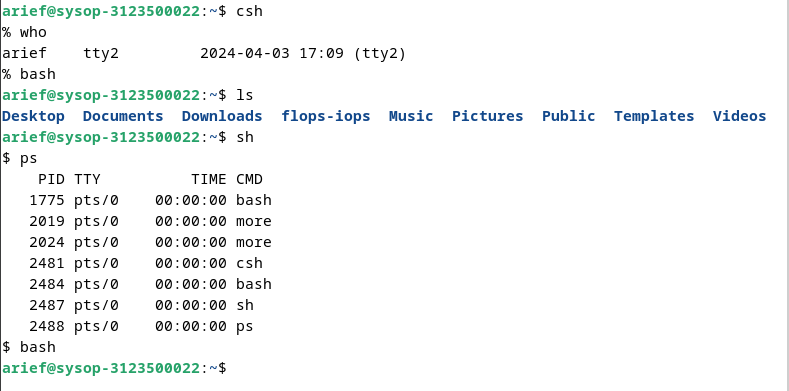 arief@sysop-3123500022:~$ csh
% who
arief    tty2         2024-04-03 17:09 (tty2)
% bash
arief@sysop-3123500022:~$ ls
Desktop  Documents  Downloads  flops-iops  Music  Pictures  Public  Templates  Videos
arief@sysop-3123500022:~$ sh
$ ps
    PID TTY          TIME CMD
   1775 pts/0    00:00:00 bash
   2019 pts/0    00:00:00 more
   2024 pts/0    00:00:00 more
   2481 pts/0    00:00:00 csh
   2484 pts/0    00:00:00 bash
   2487 pts/0    00:00:00 sh
   2488 pts/0    00:00:00 ps
$ bash
arief@sysop-3123500022:~$